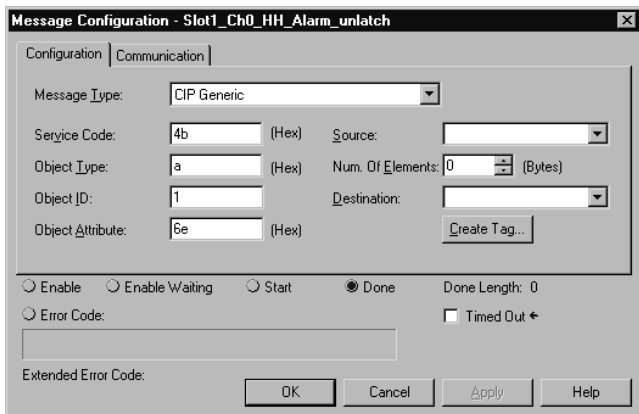 Message Configuration - Slot1_Ch0_HH_Alarm_unlatch
Configuration Communication
Message Type: CIP Generic
Service Code: 4b (Hex) Source:
Object Type: a (Hex) Num. Of Elements: 0 (Bytes)
Object ID: 1 Destination:
Object Attribute: 6e (Hex) Create Tag...
Enable Enable Waiting Start Done Done Length: 0
Error Code: Timed Out ←
Extended Error Code:
OK Cancel Apply Help